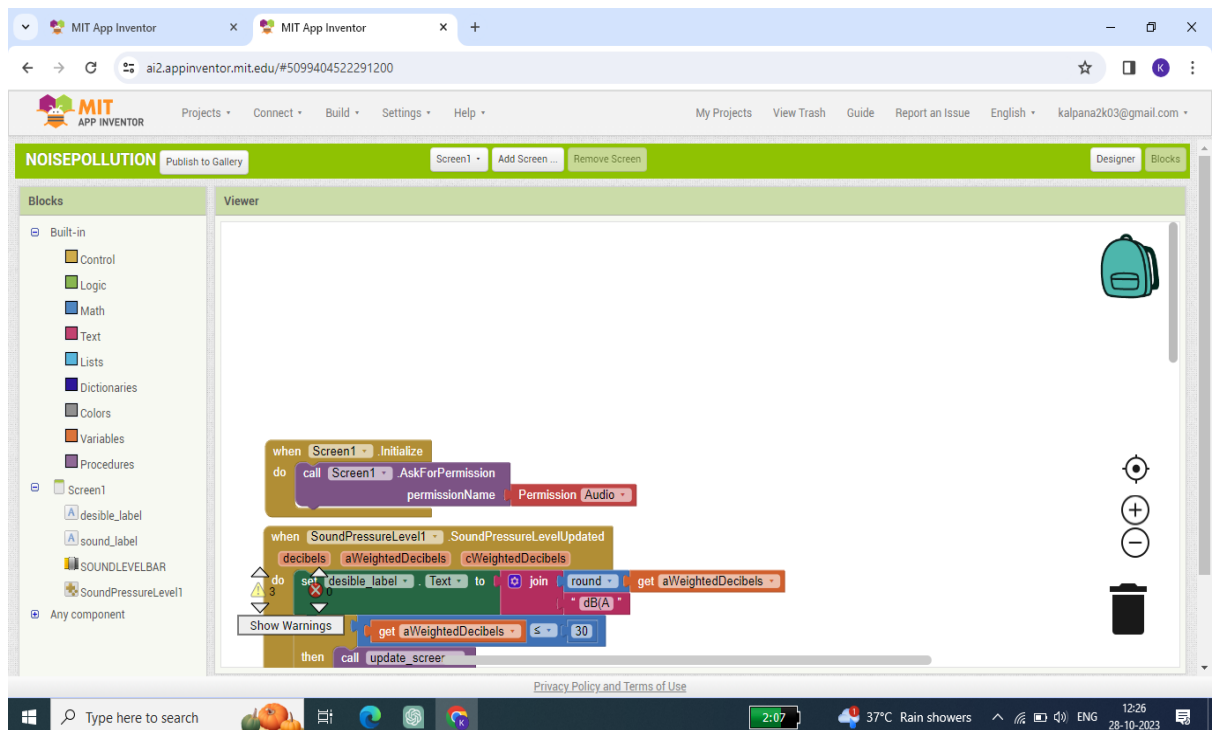 MIT App Inventor
MIT App Inventor
ai2.appinventor.mit.edu/#5099404522291200
K
MIT
APP INVENTOR
Projects Connect Build Settings Help My Projects View Trash Guide Report an Issue English kalpana2k03@gmail.com
NOISEPOLLUTION Publish to Gallery Screen1 Add Screen ... Remove Screen Designer Blocks
Blocks Viewer
Built-in
Control
Logic
Math
Text
Lists
Dictionaries
Colors
Variables
Procedures
Screen1
A desible_label
A sound_label
SOUNDLEVELBAR
SoundPressureLevel1
Any component
when Screen1 .Initialize
do call Screen1 .AskForPermission
permissionName Permission Audio
when SoundPressureLevel1 .SoundPressureLevelUpdated
decibels aWeightedDecibels cWeightedDecibels
do set desible_label . Text to join round get aWeightedDecibels
" dB(A "
3 0
Show Warnings get aWeightedDecibels ≤ 30
then call update_screen
Privacy Policy and Terms of Use
Type here to search K 2:07 1 37°C Rain showers ENG 12:26
28-10-2023